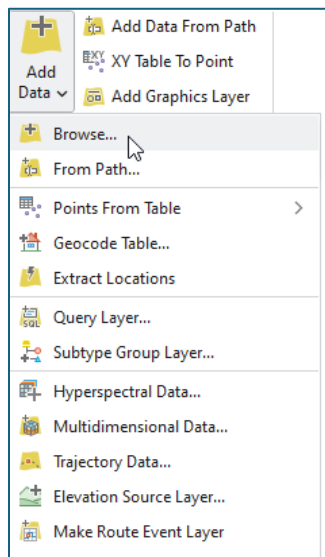 Add Data From Path
XY Table To Point
Add Graphics Layer
Add
Data
Browse...
From Path...
Points From Table
Geocode Table...
Extract Locations
SQL
Query Layer...
Subtype Group Layer...
Hyperspectral Data...
Multidimensional Data...
Trajectory Data...
Elevation Source Layer...
Make Route Event Layer